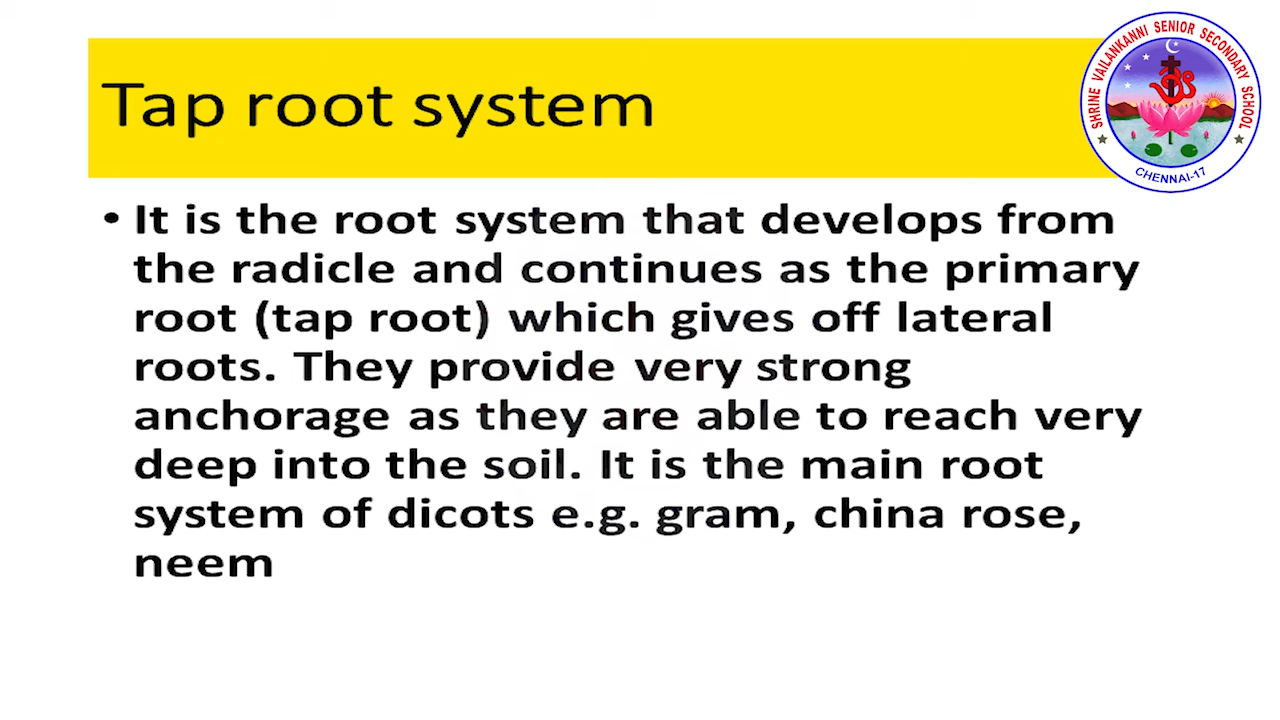 Tap root system
SHRINE VAILANKANNI SENIOR SECONDARY SCHOOL
CHENNAI-17
• It is the root system that develops from
the radicle and continues as the primary
root (tap root) which gives off lateral
roots. They provide very strong
anchorage as they are able to reach very
deep into the soil. It is the main root
system of dicots e.g. gram, china rose,
neem